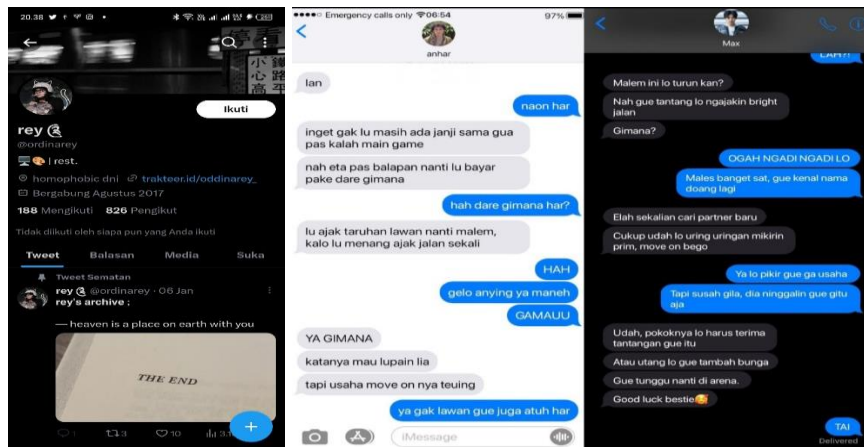 20.38
←
Ikuti
rey
@ordinarey
| rest.
homophobic dni trakteer.id/oddinarey_
Bergabung Agustus 2017
188 Mengikuti 826 Pengikut
Tidak diikuti oleh siapa pun yang Anda ikuti
Tweet Balasan Media Suka
Tweet Sematan
rey @ordinarey · 06 Jan
rey's archive ;
— heaven is a place on earth with you
THE END
3 10
Emergency calls only 06:54 97%
anhar
lan
naon har
inget gak lu masih ada janji sama gua
pas kalah main game
nah eta pas balapan nanti lu bayar
pake dare gimana
hah dare gimana har?
lu ajak taruhan lawan nanti malem,
kalo lu menang ajak jalan sekali
HAH
gelo anying ya maneh
GAMAUU
YA GIMANA
katanya mau lupain lia
tapi usaha move on nya teuing
ya gak lawan gue juga atuh har
iMessage
Max
LAH?!
Malem ini lo turun kan?
Nah gue tantang lo ngajakin bright
jalan
Gimana?
OGAH NGADI NGADI LO
Males banget sat, gue kenal nama
doang lagi
Elah sekalian cari partner baru
Cukup udah lo uring uringan mikirin
prim, move on bego
Ya lo pikir gue ga usaha
Tapi susah gila, dia ninggalin gue gitu
aja
Udah, pokoknya lo harus terima
tantangan gue itu
Atau utang lo gue tambah bunga
Gue tunggu nanti di arena.
Good luck bestie🥰
TAI
Delivered